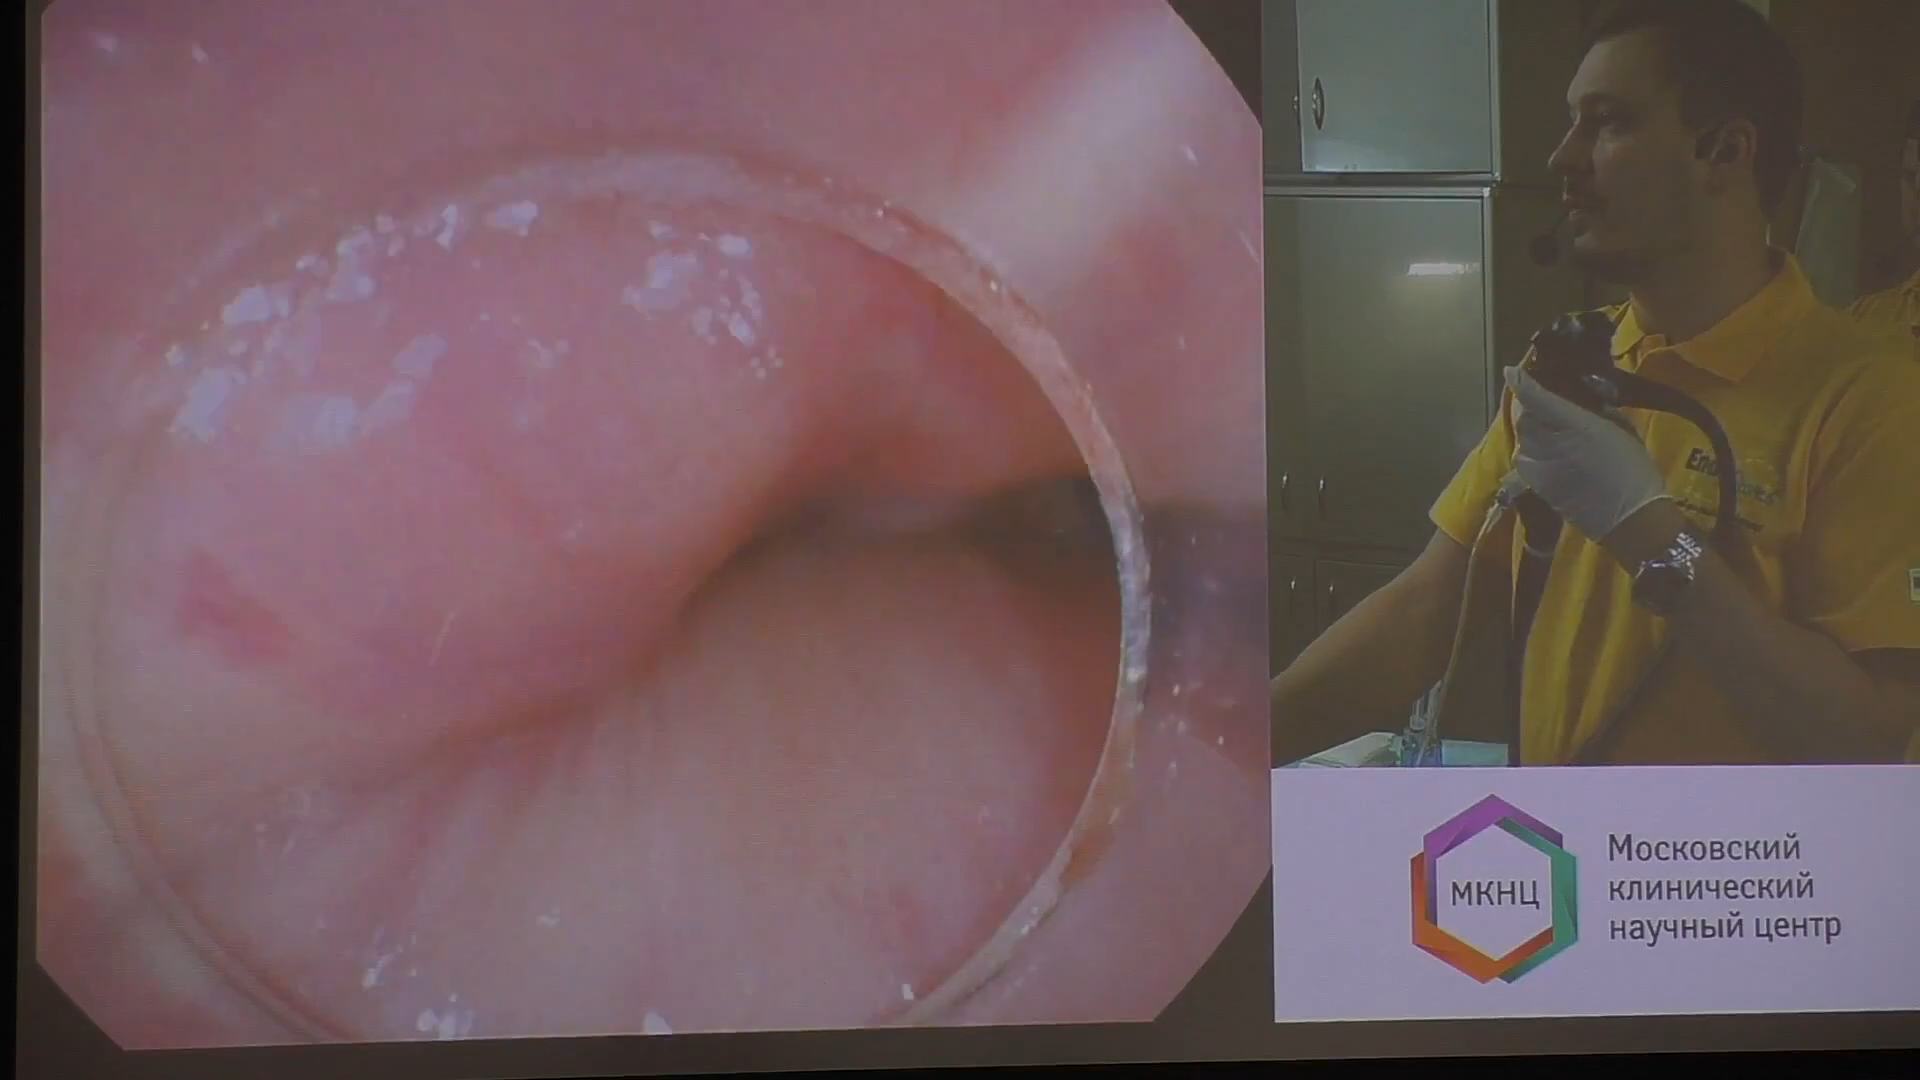 МКНЦ
Московский
клинический
научный центр